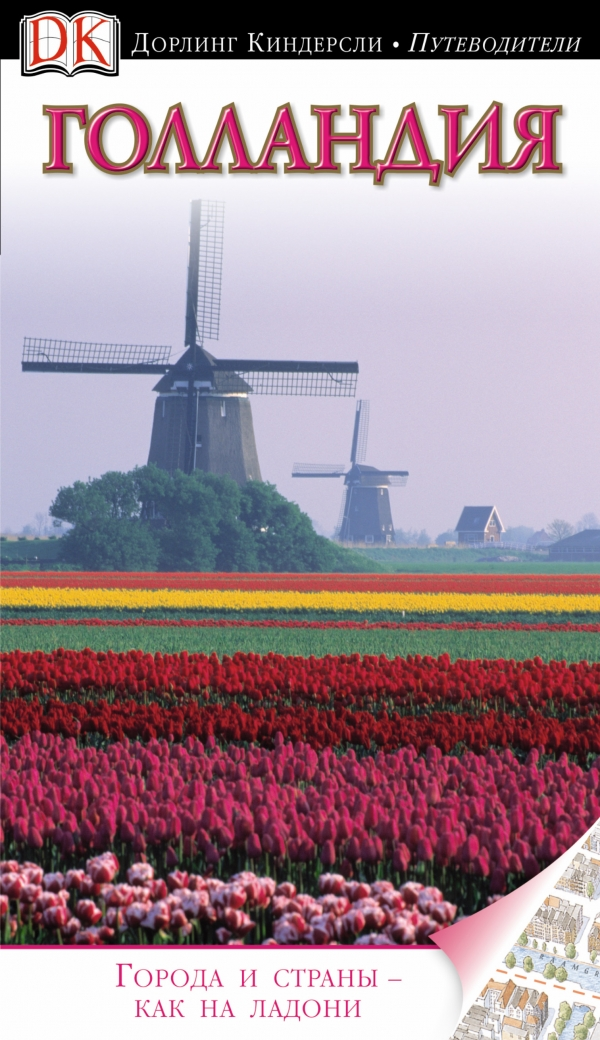 DK
Дорлинг Киндерсли • Путеводители
ГОЛЛАНДИЯ
Города и страны –
как на ладони